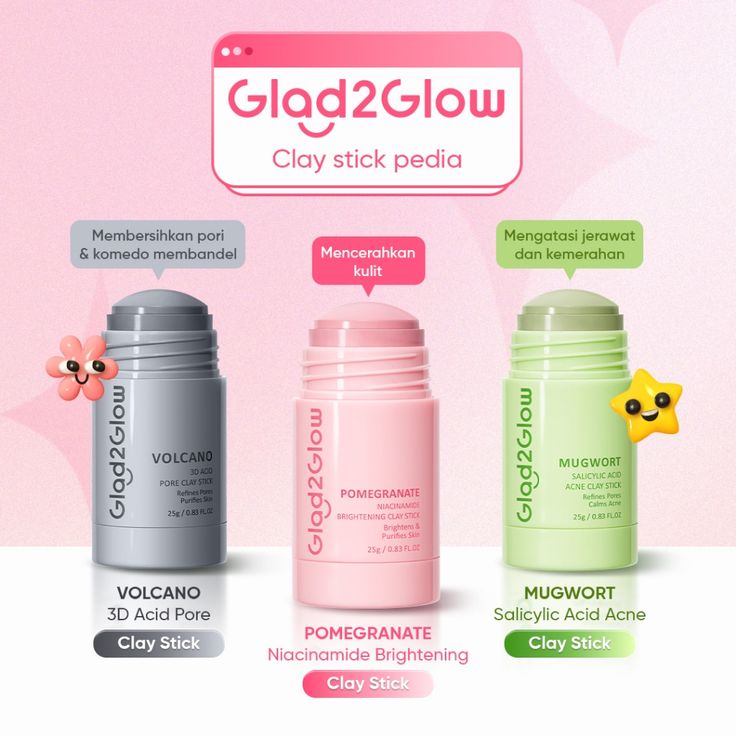 Glad2Glow
Clay stick pedia
Membersihkan pori
& komedo membandel
Mencerahkan
kulit
Mengatasi jerawat
dan kemerahan
Glad2Glow
VOLCANO
3D ACID
PORE CLAY STICK
Refines Pores
Purifies Skin
25g / 0.83 FL.OZ
Glad2Glow
POMEGRANATE
NIACINAMIDE
BRIGHTENING CLAY STICK
Brightens &
Purifies Skin
25g / 0.83 FL.OZ
Glad2Glow
MUGWORT
SALICYLIC ACID
ACNE CLAY STICK
Refines Pores
Calms Acne
25g / 0.83 FL.OZ
VOLCANO
3D Acid Pore
Clay Stick
POMEGRANATE
Niacinamide Brightening
Clay Stick
MUGWORT
Salicylic Acid Acne
Clay Stick